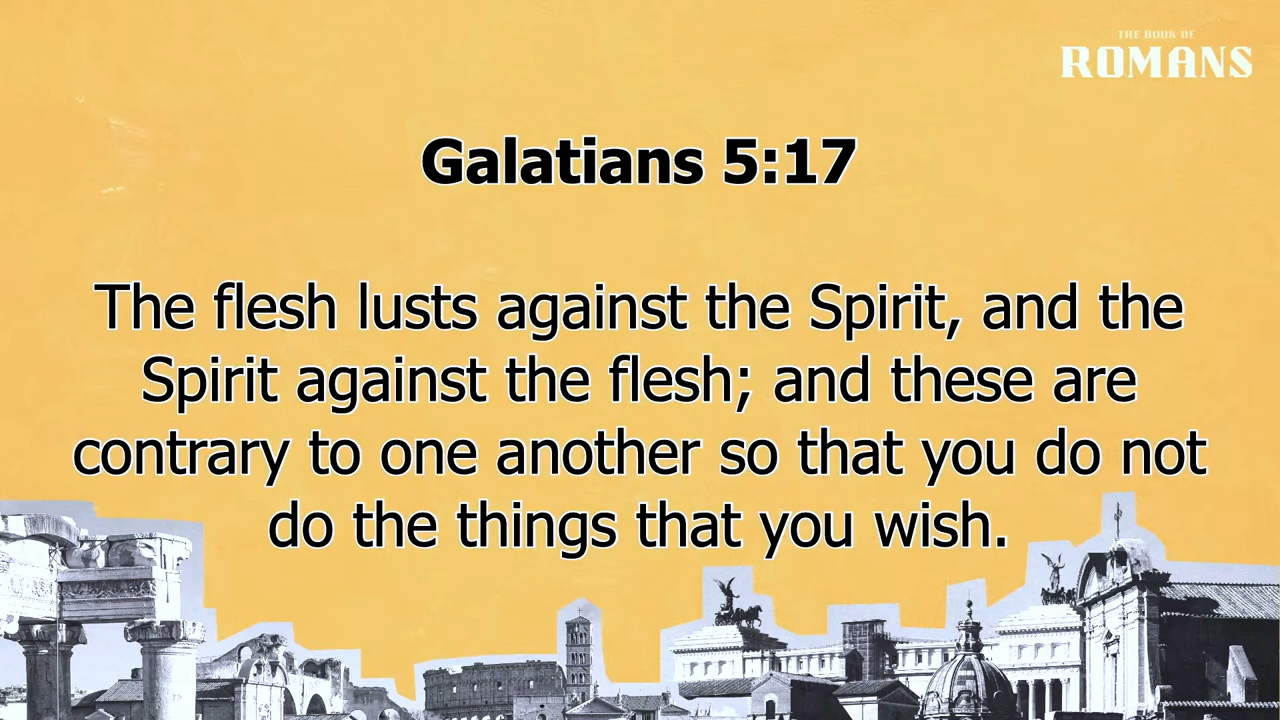 THE BOOK OF
ROMANS
Galatians 5:17
The flesh lusts against the Spirit, and the
Spirit against the flesh; and these are
contrary to one another so that you do not
do the things that you wish.